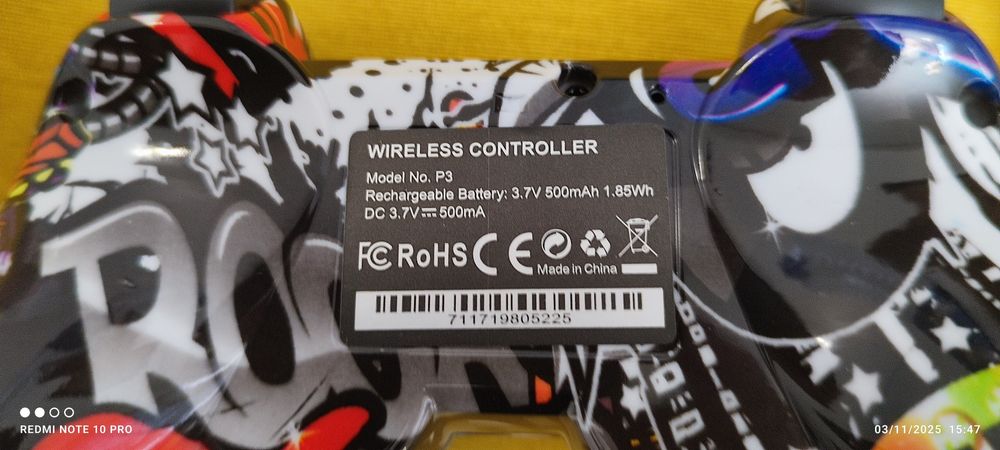 WIRELESS CONTROLLER
Model No. P3
Rechargeable Battery: 3.7V 500mAh 1.85Wh
DC 3.7V⎓500mA
FC RoHS CE
Made in China
711719805225
REDMI NOTE 10 PRO
03/11/2025 15:47